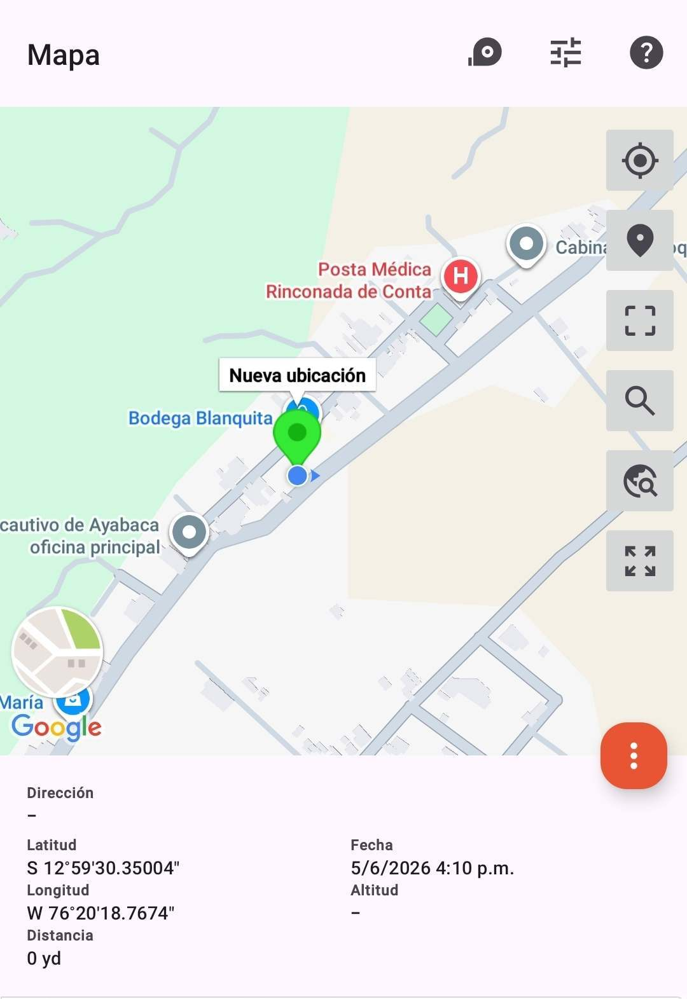 Mapa
Cabina
oq
Posta Médica
Rinconada de Conta
H
Nueva ubicación
Bodega Blanquita
cautivo de Ayabaca
oficina principal
María
Google
Dirección
–
Latitud
S 12°59'30.35004"
Fecha
5/6/2026 4:10 p.m.
Longitud
W 76°20'18.7674"
Altitud
–
Distancia
0 yd